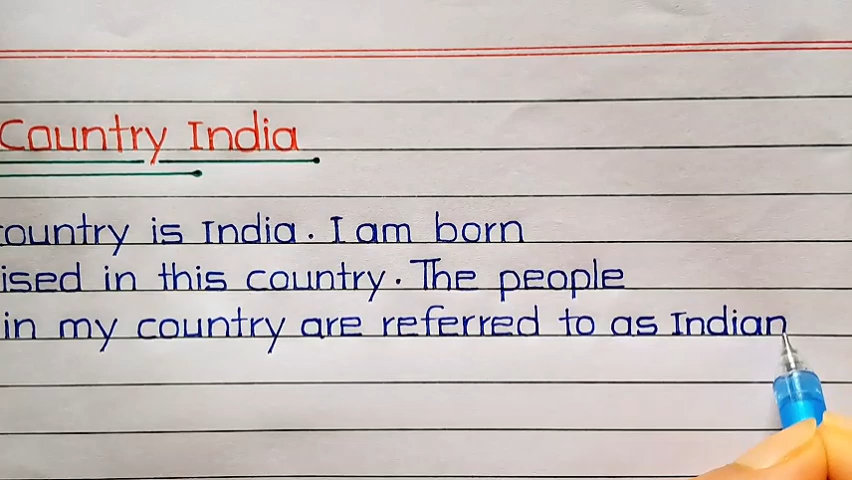 Country India
country is India. I am born
ised in this country. The people
in my country are referred to as Indian